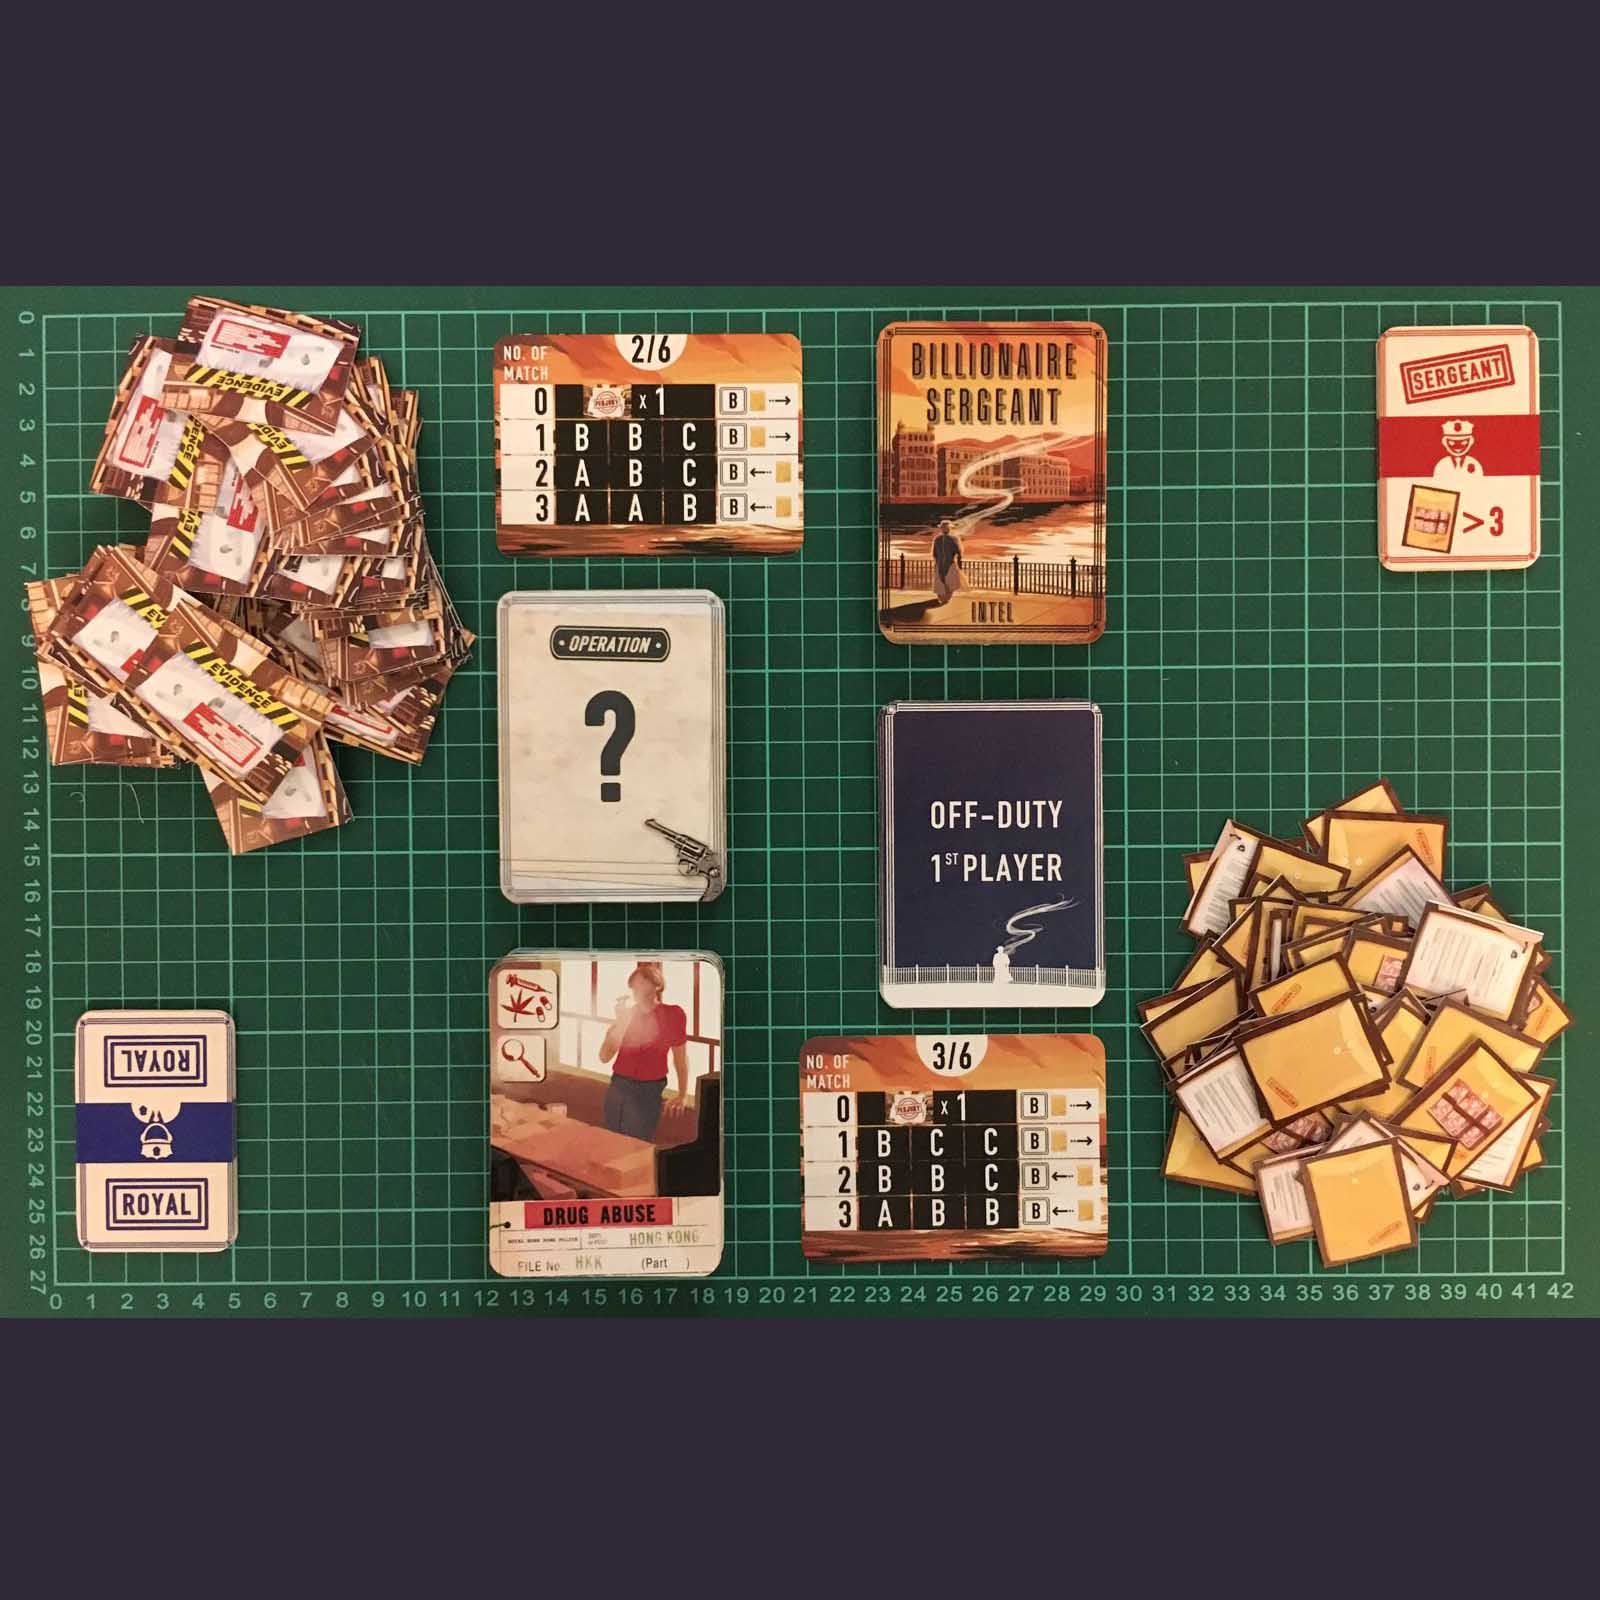 EVIDENCE
EVIDENCE
2/6
NO. OF
MATCH
0 PERJURY x 1 B
1 B B C B
2 A B C B
3 A A B B
BILLIONAIRE
SERGEANT
INTEL
SERGEANT
> 3
• OPERATION •
?
OFF-DUTY
1ST PLAYER
ROYAL
ROYAL
DRUG ABUSE
HONG KONG
FILE No. HKK (Part )
3/6
NO. OF
MATCH
0 PERJURY x 1 B
1 B C C B
2 B B C B
3 A B B B
0
1
2
3
4
5
6
7
8
9
10
11
12
13
14
15
16
17
18
19
20
21
22
23
24
25
26
27
0 1 2 3 4 5 6 7 8 9 10 11 12 13 14 15 16 17 18 19 20 21 22 23 24 25 26 27 28 29 30 31 32 33 34 35 36 37 38 39 40 41 42